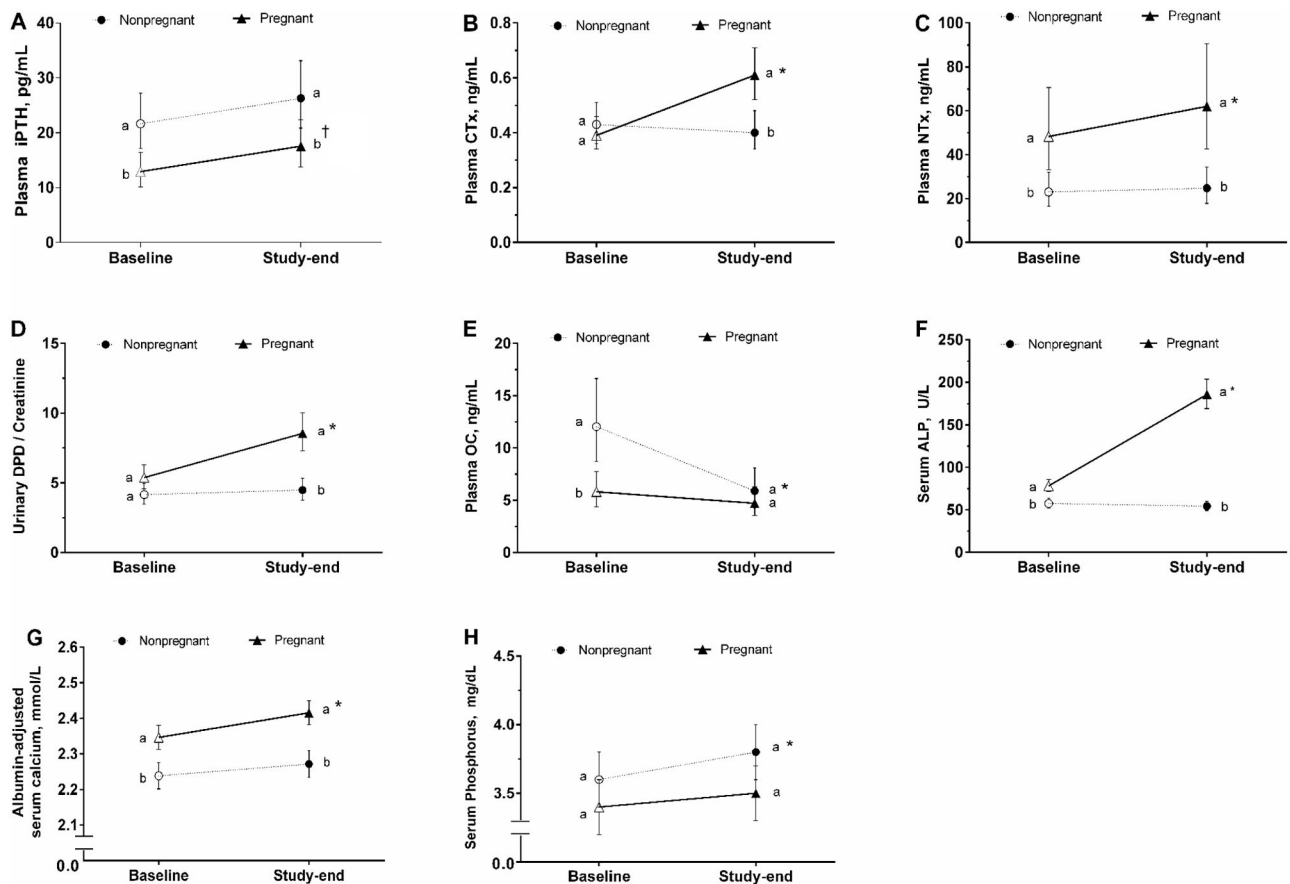 A
Nonpregnant
Pregnant
Plasma iPTH, pg/mL
40
30
20
10
0
a
b
a
b
†
Baseline
Study-end
B
Nonpregnant
Pregnant
Plasma CTx, ng/mL
0.8
0.6
0.4
0.2
0.0
a
a
a *
b
Baseline
Study-end
C
Nonpregnant
Pregnant
Plasma NTx, ng/mL
100
80
60
40
20
0
a
b
a *
b
Baseline
Study-end
D
Nonpregnant
Pregnant
Urinary DPD / Creatinine
15
10
5
0
a
a
a *
b
Baseline
Study-end
E
Nonpregnant
Pregnant
Plasma OC, ng/mL
20
15
10
5
0
a
b
a *
a
Baseline
Study-end
F
Nonpregnant
Pregnant
Serum ALP, U/L
250
200
150
100
50
0
a
b
a *
b
Baseline
Study-end
G
Nonpregnant
Pregnant
Albumin-adjusted
serum calcium, mmol/L
2.6
2.5
2.4
2.3
2.2
2.1
0.0
a
b
a *
b
Baseline
Study-end
H
Nonpregnant
Pregnant
Serum Phosphorus, mg/dL
4.5
4.0
3.5
0.0
a
a
a *
a
Baseline
Study-end